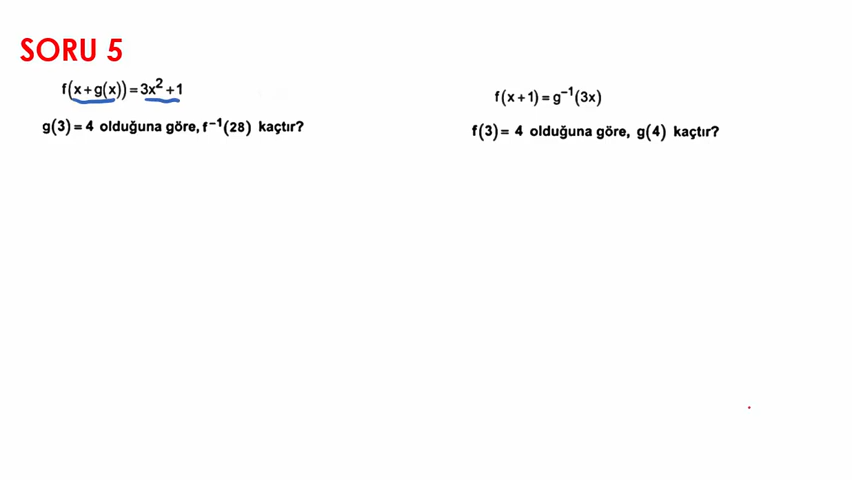 SORU 5
f(x+g(x)) = 3x²+1
g(3) = 4 olduğuna göre, f⁻¹(28) kaçtır?
f(x+1) = g⁻¹(3x)
f(3) = 4 olduğuna göre, g(4) kaçtır?